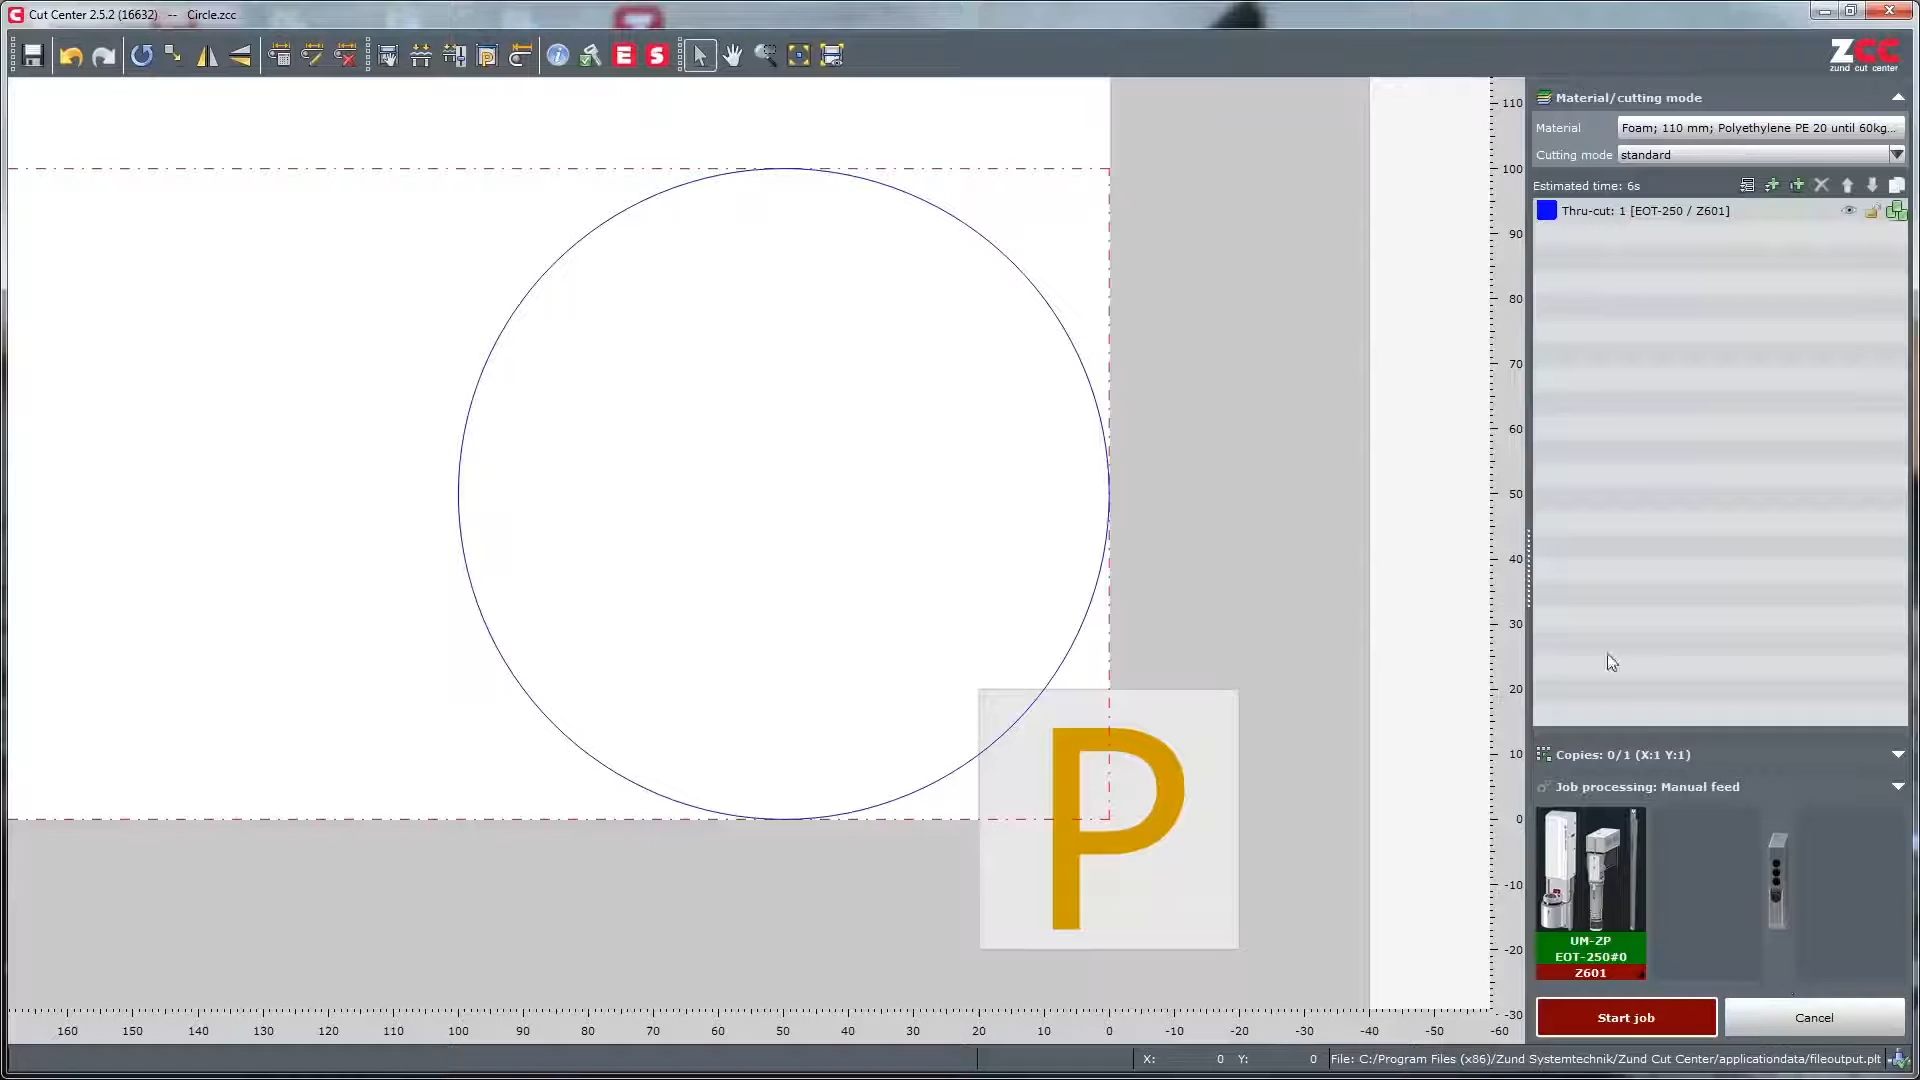 Cut Center 2.5.2 (16632) -- Circle.zcc
P E S
ZCC
zund cut center
Material/cutting mode
Material Foam; 110 mm; Polyethylene PE 20 until 60kg...
Cutting mode standard
Estimated time: 6s
Thru-cut: 1 [EOT-250 / Z601]
110
100
90
80
70
60
50
40
30
20
10
0
-10
-20
-30
P
Copies: 0/1 (X:1 Y:1)
Job processing: Manual feed
UM-ZP
EOT-250#0
Z601
Start job Cancel
160 150 140 130 120 110 100 90 80 70 60 50 40 30 20 10 0 -10 -20 -30 -40 -50 -60
X: 0 Y: 0 File: C:/Program Files (x86)/Zund Systemtechnik/Zund Cut Center/applicationdata/fileoutput.plt